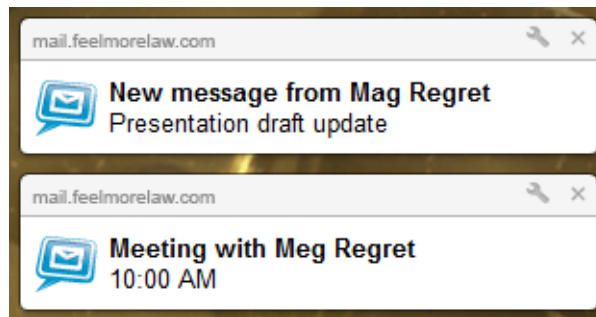 mail.feelmorelaw.com
New message from Mag Regret
Presentation draft update
mail.feelmorelaw.com
Meeting with Meg Regret
10:00 AM